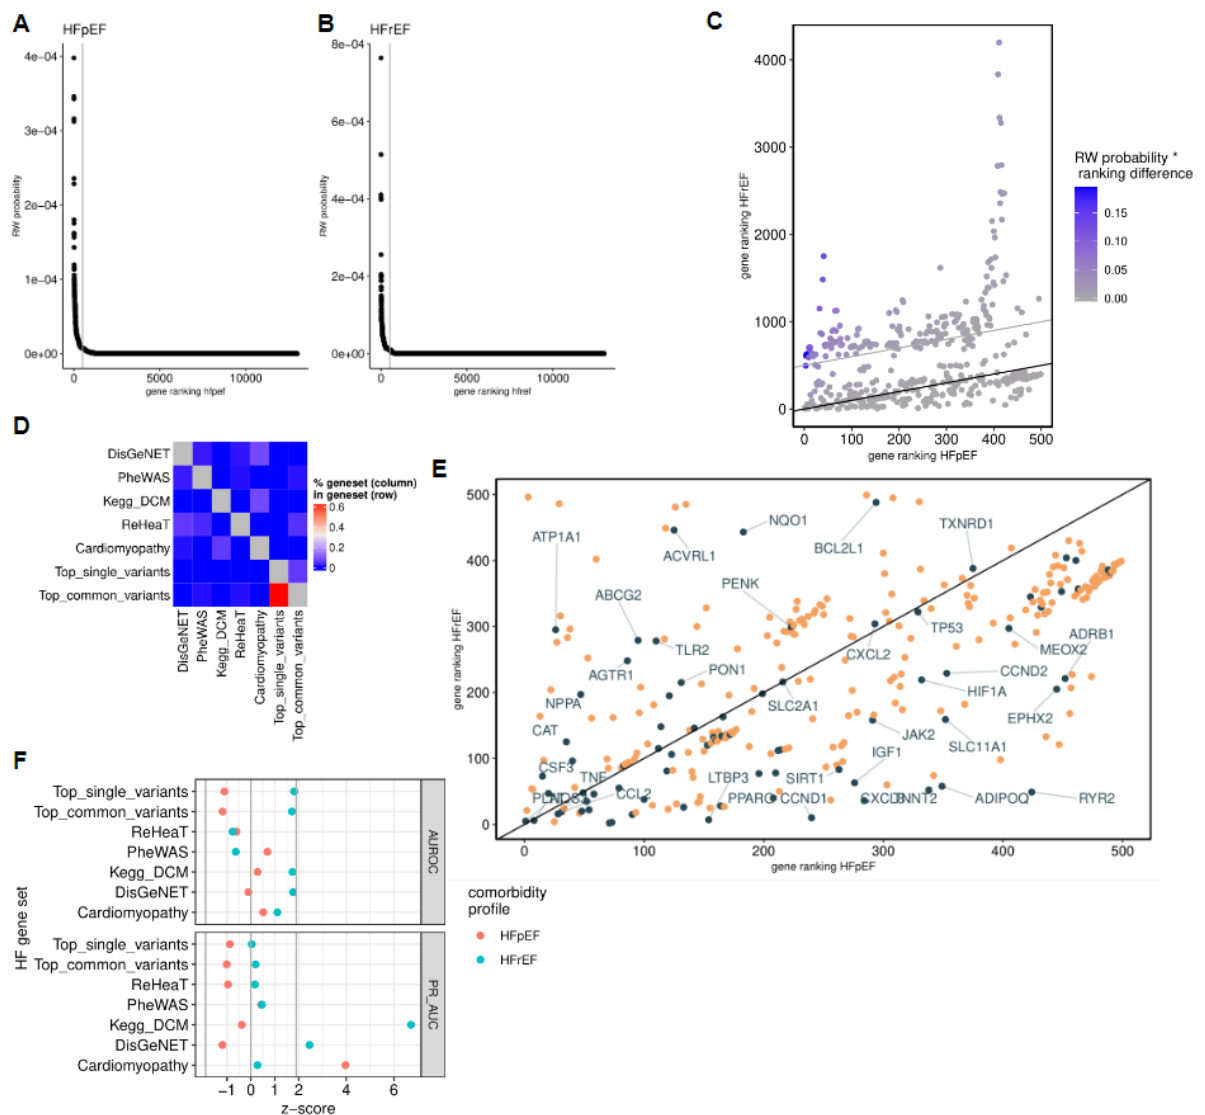 A
HFpEF
4e−04
3e−04
2e−04
1e−04
0e+00
RW probability
0
5000
10000
gene ranking hfpef
B
HFrEF
8e−04
6e−04
4e−04
2e−04
0e+00
RW probability
0
5000
10000
gene ranking hfref
C
4000
3000
2000
1000
0
gene ranking HFrEF
0 100 200 300 400 500
gene ranking HFpEF
RW probability *
ranking difference
0.15
0.10
0.05
0.00
D
DisGeNET
PheWAS
Kegg_DCM
ReHeaT
Cardiomyopathy
Top_single_variants
Top_common_variants
DisGeNET
PheWAS
Kegg_DCM
ReHeaT
Cardiomyopathy
Top_single_variants
Top_common_variants
% geneset (column)
in geneset (row)
0.6
0.4
0.2
0
E
500
400
300
200
100
0
gene ranking HFrEF
ATP1A1
ACVRL1
NQO1
BCL2L1
TXNRD1
ABCG2
PENK
TLR2
AGTR1
PON1
CXCL2
TP53
ADRB1
MEOX2
CCND2
NPPA
SLC2A1
HIF1A
EPHX2
CAT
JAK2
SLC11A1
CSF3
TNF
IGF1
LTBP3
SIRT1
CCL2
PPARG
CCND1
ADIPOQ
RYR2
0 100 200 300 400 500
gene ranking HFpEF
comorbidity
profile
HFpEF
HFrEF
F
HF gene set
Top_single_variants
Top_common_variants
ReHeaT
PheWAS
Kegg_DCM
DisGeNET
Cardiomyopathy
AUROC
Top_single_variants
Top_common_variants
ReHeaT
PheWAS
Kegg_DCM
DisGeNET
Cardiomyopathy
PR_AUC
−1 0 1 2 4 6
z−score